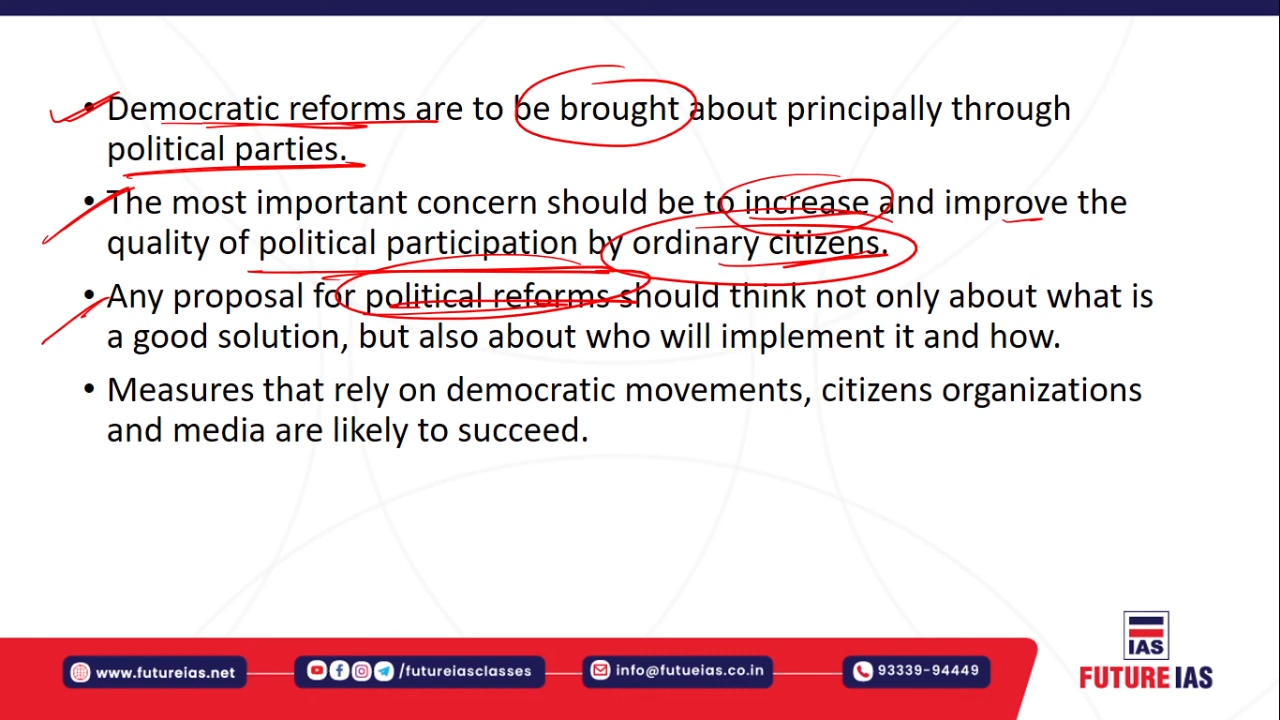 • Democratic reforms are to be brought about principally through
political parties.
• The most important concern should be to increase and improve the
quality of political participation by ordinary citizens.
• Any proposal for political reforms should think not only about what is
a good solution, but also about who will implement it and how.
• Measures that rely on democratic movements, citizens organizations
and media are likely to succeed.
www.futureias.net
/futureiasclasses
info@futueias.co.in
93339-94449
IAS
FUTURE IAS